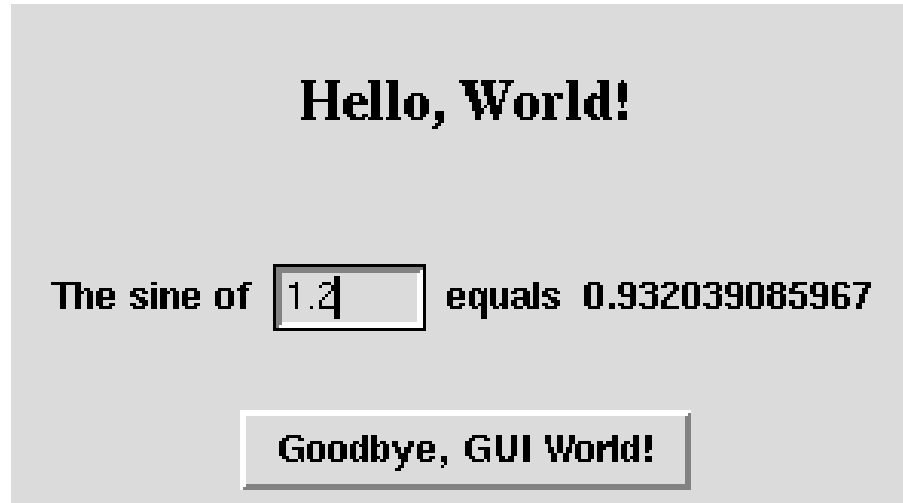 Hello, World!
The sine of 1.2 equals 0.932039085967
Goodbye, GUI World!